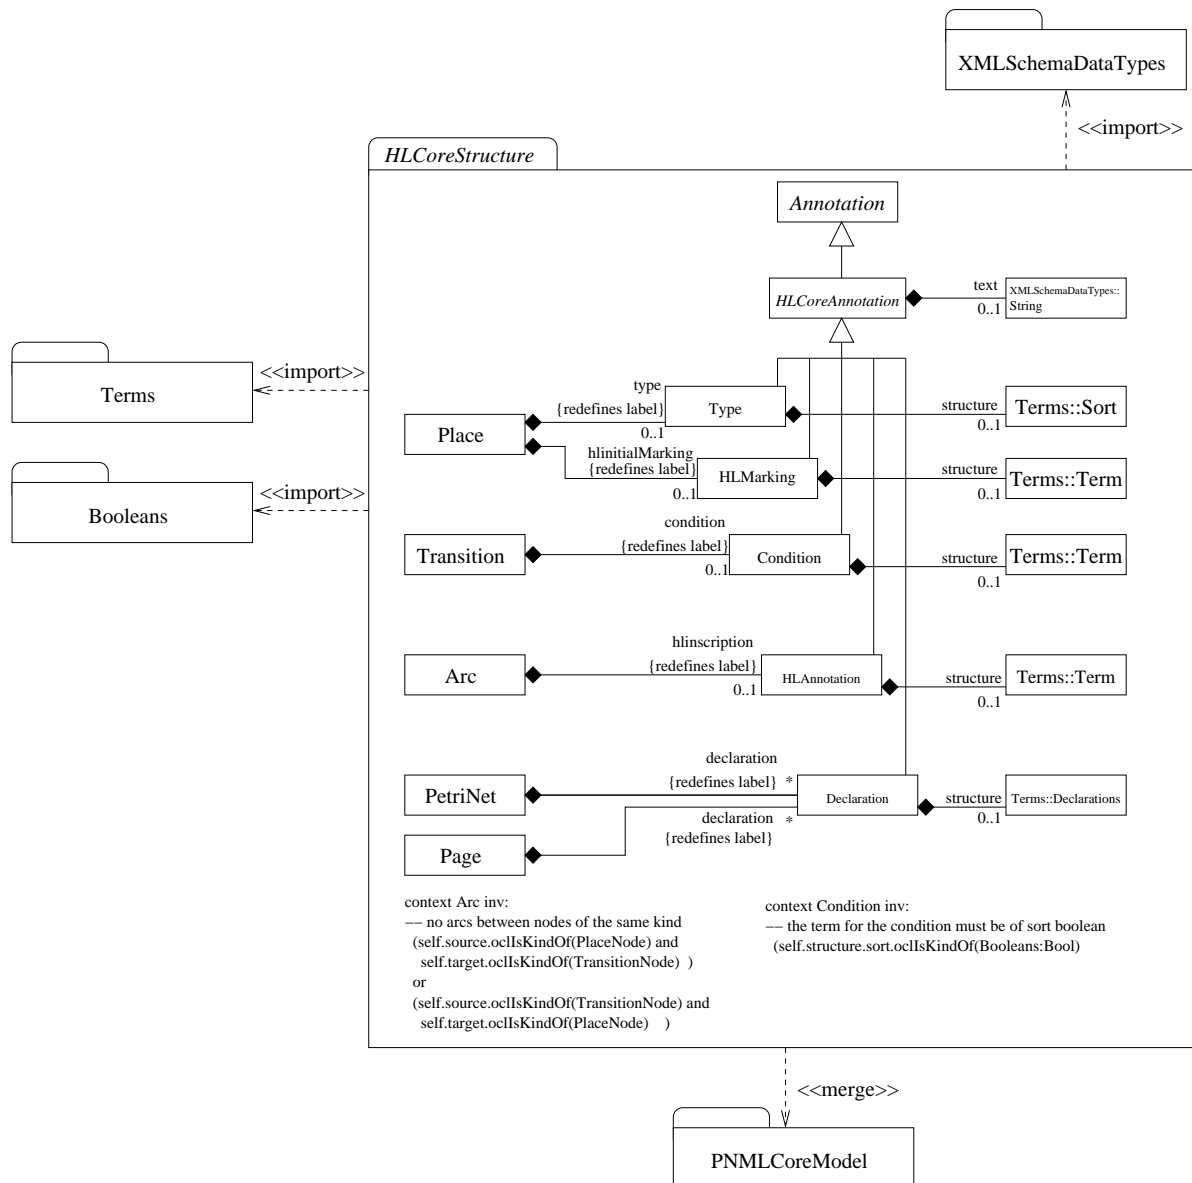 XMLSchemaDataTypes
<<import>>
HLCoreStructure
Annotation
HLCoreAnnotation
text
0..1
XMLSchemaDataTypes::
String
Terms
<<import>>
Booleans
<<import>>
Place
type
{redefines label}
0..1
Type
structure
0..1
Terms::Sort
hlinitialMarking
{redefines label}
0..1
HLMarking
structure
0..1
Terms::Term
Transition
condition
{redefines label}
0..1
Condition
structure
0..1
Terms::Term
Arc
hlinscription
{redefines label}
0..1
HLAnnotation
structure
0..1
Terms::Term
PetriNet
declaration
{redefines label} *
Declaration
structure
0..1
Terms::Declarations
Page
declaration *
{redefines label}
context Arc inv:
−− no arcs between nodes of the same kind
(self.source.oclIsKindOf(PlaceNode) and
self.target.oclIsKindOf(TransitionNode) )
or
(self.source.oclIsKindOf(TransitionNode) and
self.target.oclIsKindOf(PlaceNode) )
context Condition inv:
−− the term for the condition must be of sort boolean
(self.structure.sort.oclIsKindOf(Booleans:Bool)
<<merge>>
PNMLCoreModel